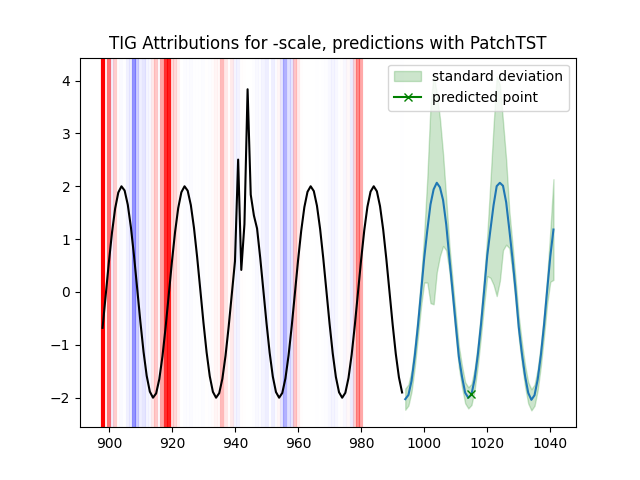 TIG Attributions for -scale, predictions with PatchTST
standard deviation
predicted point
4
3
2
1
0
−1
−2
900 920 940 960 980 1000 1020 1040